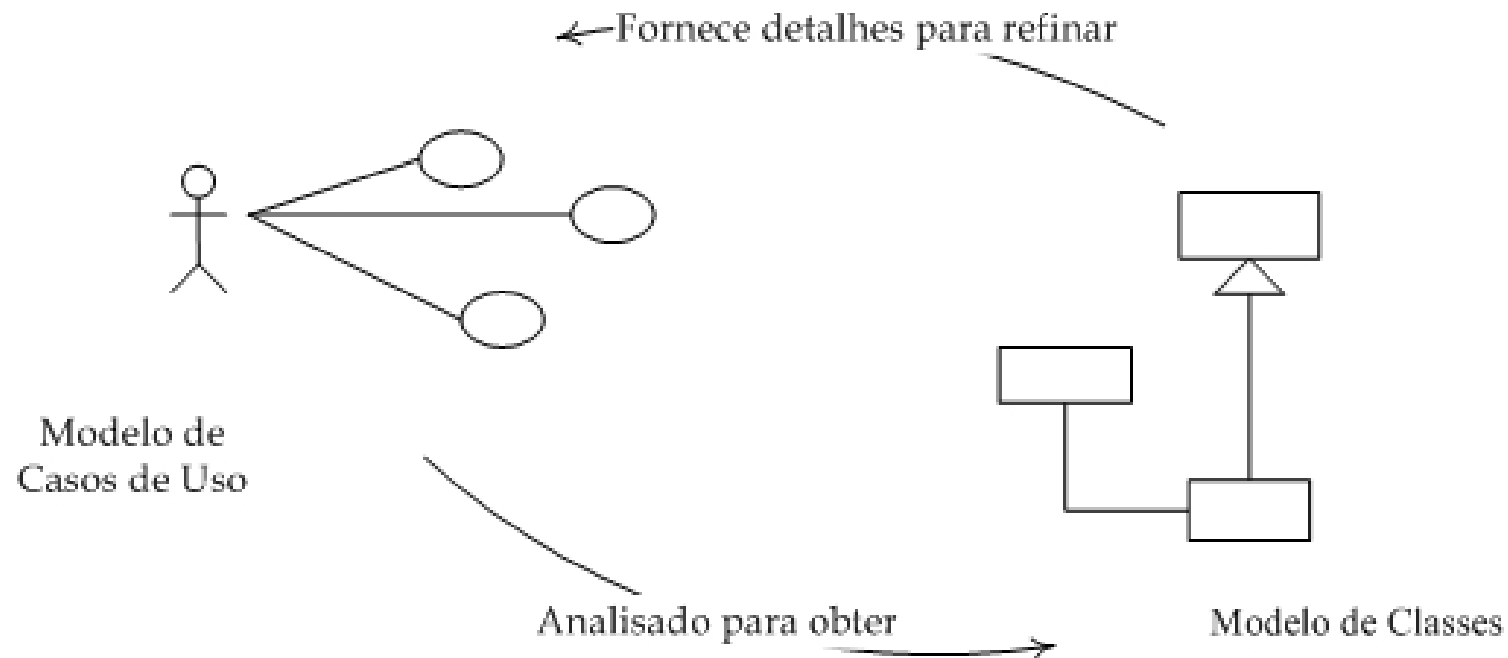 Fornece detalhes para refinar
Modelo de
Casos de Uso
Analisado para obter
Modelo de Classes